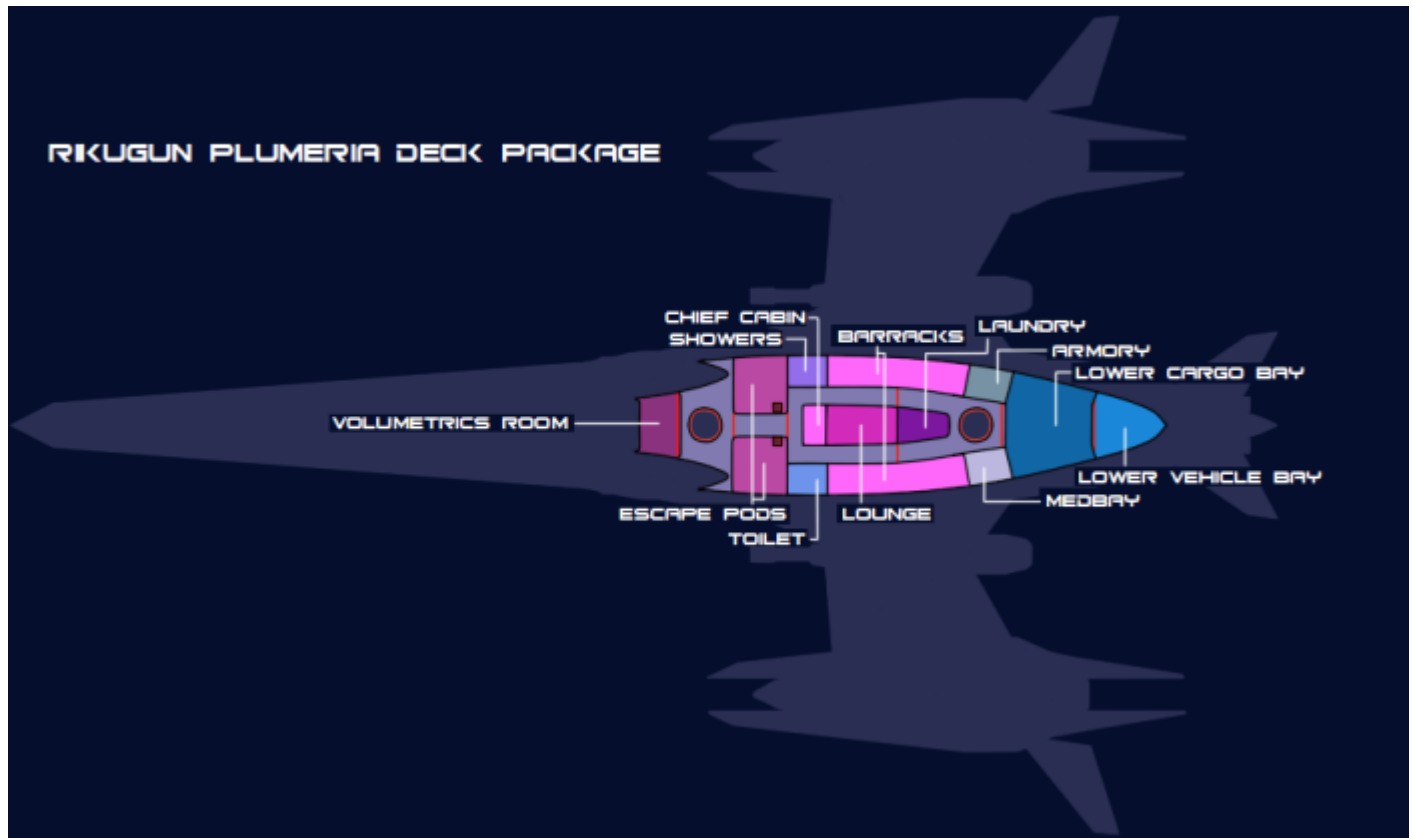 RIKUGUN PLUMERIA DECK PACKAGE
CHIEF CABIN
SHOWERS
BARRACKS
LAUNDRY
ARMORY
LOWER CARGO BAY
VOLUMETRICS ROOM
LOWER VEHICLE BAY
MEDBAY
ESCAPE PODS
LOUNGE
TOILET